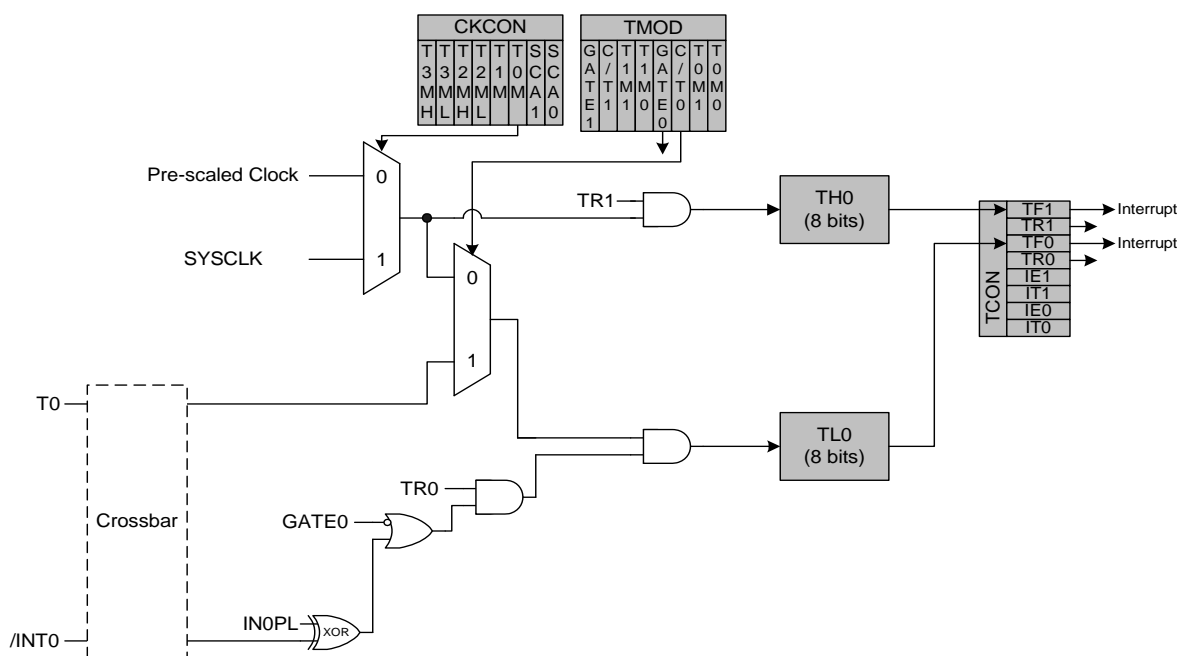 CKCON
T3MH
T3ML
T2MH
T2ML
T1M
T0M
SCA1
SCA0
TMOD
GATE1
C/T1
T1M1
T1M0
GATE0
C/T0
T0M1
T0M0
Pre-scaled Clock
0
SYSCLK
1
TR1
TH0
(8 bits)
TCON
TF1
TR1
TF0
TR0
IE1
IT1
IE0
IT0
Interrupt
Interrupt
0
1
T0
Crossbar
TL0
(8 bits)
TR0
GATE0
IN0PL
XOR
/INT0